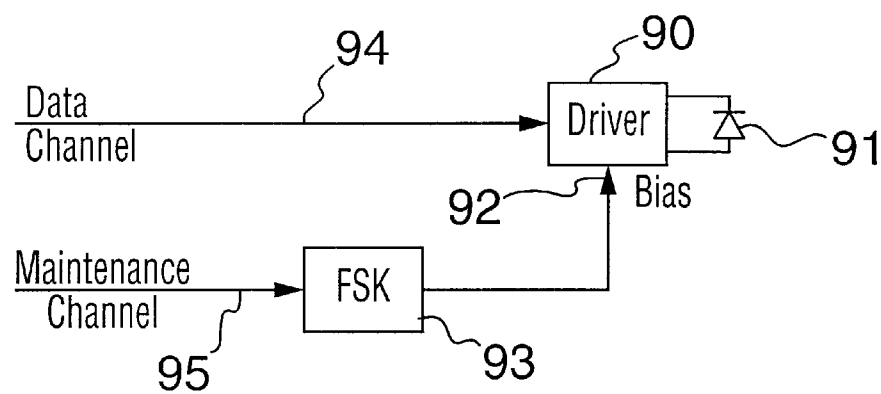 94
90
Data
Channel
Driver
91
92
Bias
Maintenance
Channel
FSK
95
93